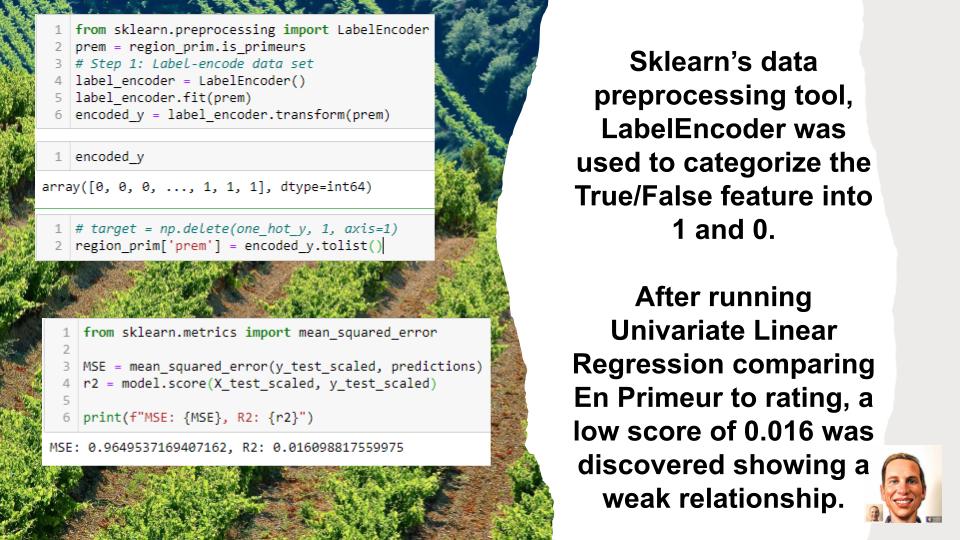 1 from sklearn.preprocessing import LabelEncoder
2 prem = region_prim.is_primeurs
3 # Step 1: Label-encode data set
4 label_encoder = LabelEncoder()
5 label_encoder.fit(prem)
6 encoded_y = label_encoder.transform(prem)
1 encoded_y
array([0, 0, 0, ..., 1, 1, 1], dtype=int64)
1 # target = np.delete(one_hot_y, 1, axis=1)
2 region_prim['prem'] = encoded_y.tolist()
1 from sklearn.metrics import mean_squared_error
2
3 MSE = mean_squared_error(y_test_scaled, predictions)
4 r2 = model.score(X_test_scaled, y_test_scaled)
5
6 print(f"MSE: {MSE}, R2: {r2}")
MSE: 0.9649537169407162, R2: 0.016098817559975
Sklearn’s data
preprocessing tool,
LabelEncoder was
used to categorize the
True/False feature into
1 and 0.
After running
Univariate Linear
Regression comparing
En Primeur to rating, a
low score of 0.016 was
discovered showing a
weak relationship.